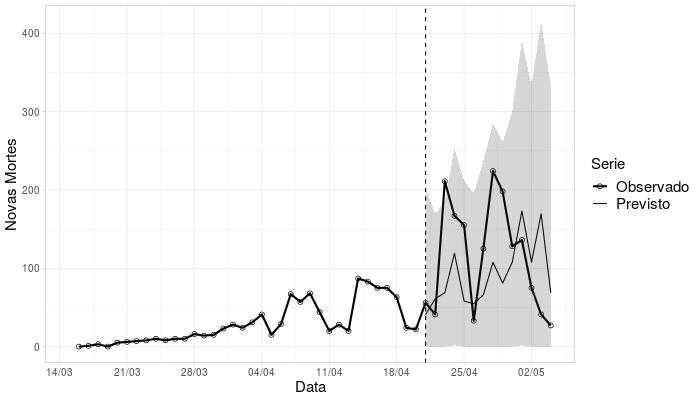 400
300
200
100
0
Novas Mortes
14/03 21/03 28/03 04/04 11/04 18/04 25/04 02/05
Data
Serie
Observado
Previsto